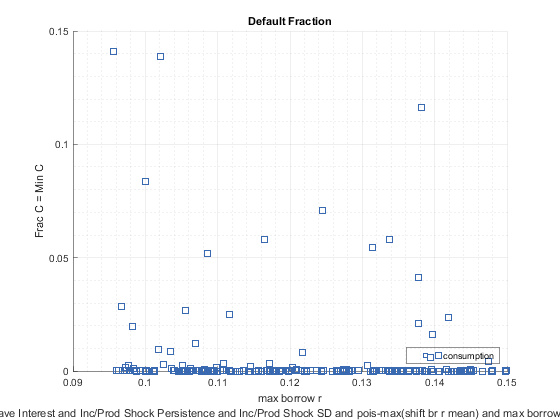 Default Fraction
0.15
0.1
0.05
0
Frac C = Min C
consumption
0.09 0.1 0.11 0.12 0.13 0.14 0.15
max borrow r
ave Interest and Inc/Prod Shock Persistence and Inc/Prod Shock SD and pois-max(shift br r mean) and max borrow